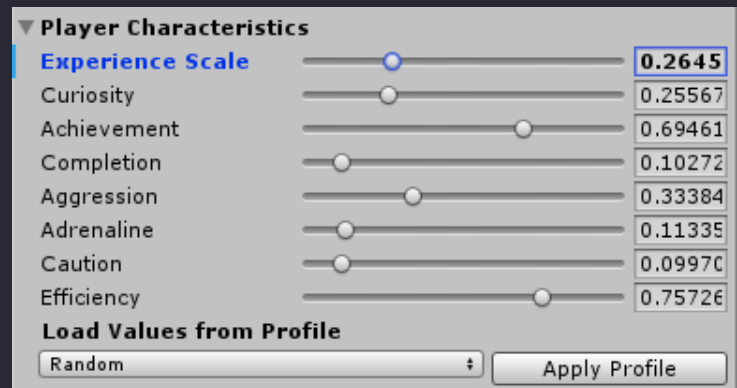 Player Characteristics
Experience Scale 0.2645
Curiosity 0.25567
Achievement 0.69461
Completion 0.10272
Aggression 0.33384
Adrenaline 0.11335
Caution 0.09970
Efficiency 0.75726
Load Values from Profile
Random Apply Profile